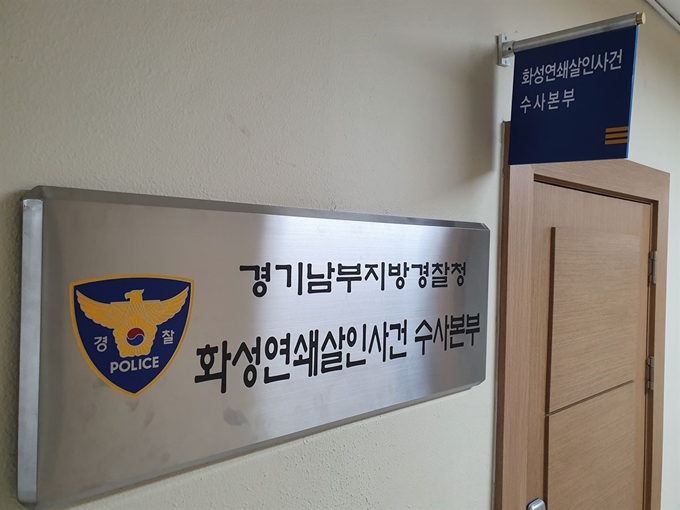 화성연쇄살인사건
수사본부
경기남부지방경찰청
화성연쇄살인사건 수사본부
경 찰
POLICE